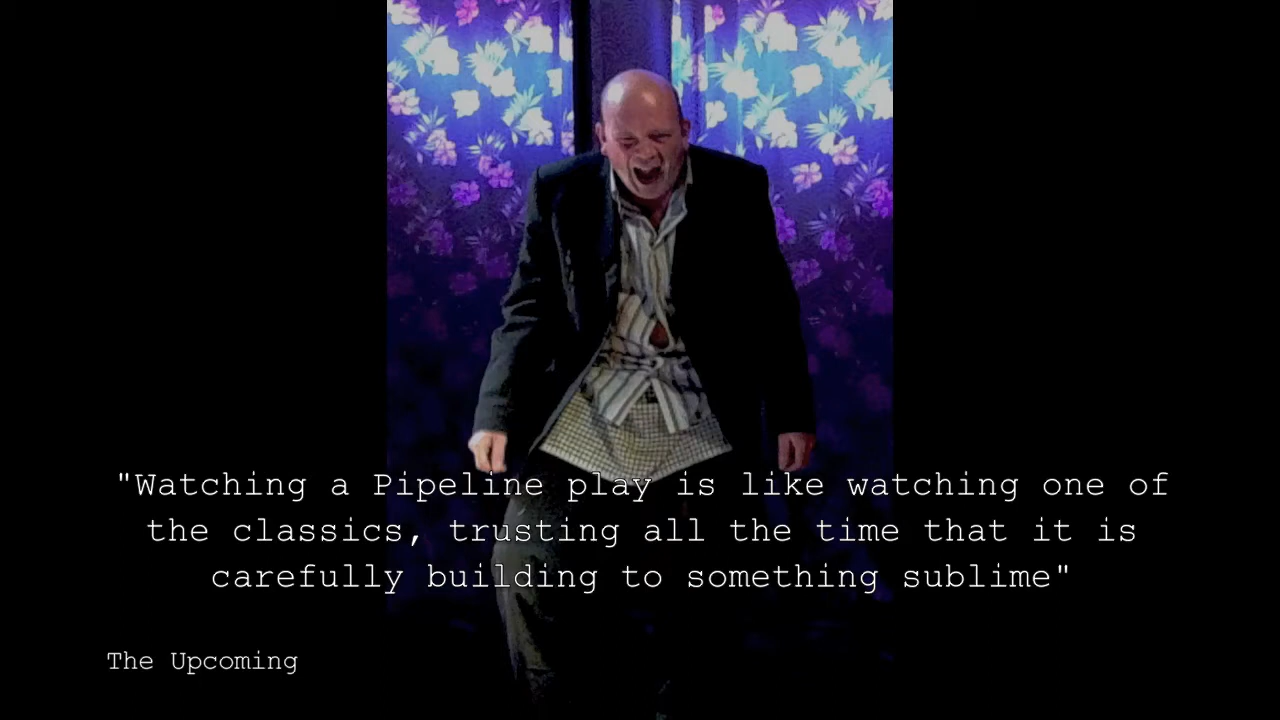 "Watching a Pipeline play is like watching one of
the classics, trusting all the time that it is
carefully building to something sublime"
The Upcoming